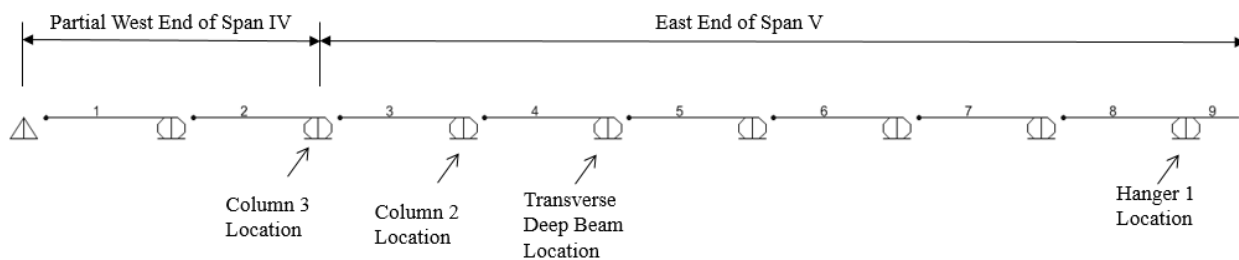 Partial West End of Span IV
East End of Span V
1
2
3
4
5
6
7
8
9
Column 3
Location
Column 2
Location
Transverse
Deep Beam
Location
Hanger 1
Location